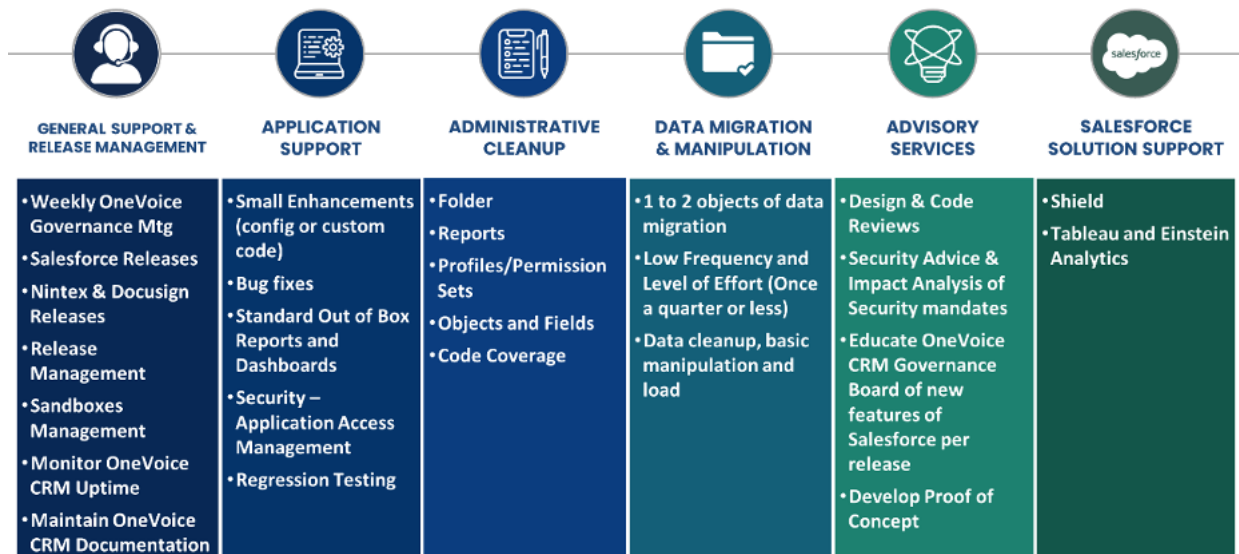 salesforce
GENERAL SUPPORT &
RELEASE MANAGEMENT
APPLICATION
SUPPORT
ADMINISTRATIVE
CLEANUP
DATA MIGRATION
& MANIPULATION
ADVISORY
SERVICES
SALESFORCE
SOLUTION SUPPORT
•Weekly OneVoice
Governance Mtg
•Salesforce Releases
•Nintex & Docusign
Releases
•Release
Management
•Sandboxes
Management
•Monitor OneVoice
CRM Uptime
•Maintain OneVoice
CRM Documentation
•Small Enhancements
(config or custom
code)
•Bug fixes
•Standard Out of Box
Reports and
Dashboards
•Security –
Application Access
Management
•Regression Testing
•Folder
•Reports
•Profiles/Permission
Sets
•Objects and Fields
•Code Coverage
•1 to 2 objects of data
migration
•Low Frequency and
Level of Effort (Once
a quarter or less)
•Data cleanup, basic
manipulation and
load
•Design & Code
Reviews
•Security Advice &
Impact Analysis of
Security mandates
•Educate OneVoice
CRM Governance
Board of new
features of
Salesforce per
release
•Develop Proof of
Concept
•Shield
•Tableau and Einstein
Analytics